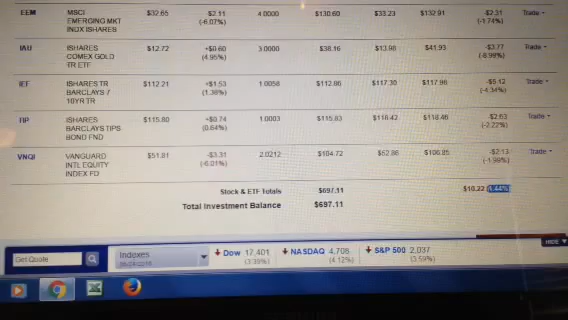 EEM MSCI $32.65 -$2.11 4.0000 $130.60 $33.23 $132.91 -$2.31 Trade
EMERGING MKT (-6.07%) (-1.74%)
INDX ISHARES
IAU ISHARES $12.72 +$0.60 3.0000 $38.16 $13.98 $41.93 -$3.77 Trade
COMEX GOLD (4.95%) (-8.99%)
TR ETF
IEF ISHARES TR $112.21 +$1.53 1.0058 $112.86 $117.30 $117.98 -$5.12 Trade
BARCLAYS 7 (1.38%) (-4.34%)
10YR TR
TIP ISHARES $115.80 +$0.74 1.0003 $115.83 $118.42 $118.46 -$2.63 Trade
BARCLAYS TIPS (0.64%) (-2.22%)
BOND FND
VNQI VANGUARD $51.81 -$3.31 2.0212 $104.72 $52.86 $106.85 -$2.13 Trade
INTL EQUITY (-6.01%) (-1.99%)
INDEX FD
Stock & ETF Totals $697.11 $10.22
Total Investment Balance $697.11
HIDE
Get Quote Indexes Dow 17,401 NASDAQ 4,708 S&P 500 2,037
(3.39%) (4.12%) (3.59%)